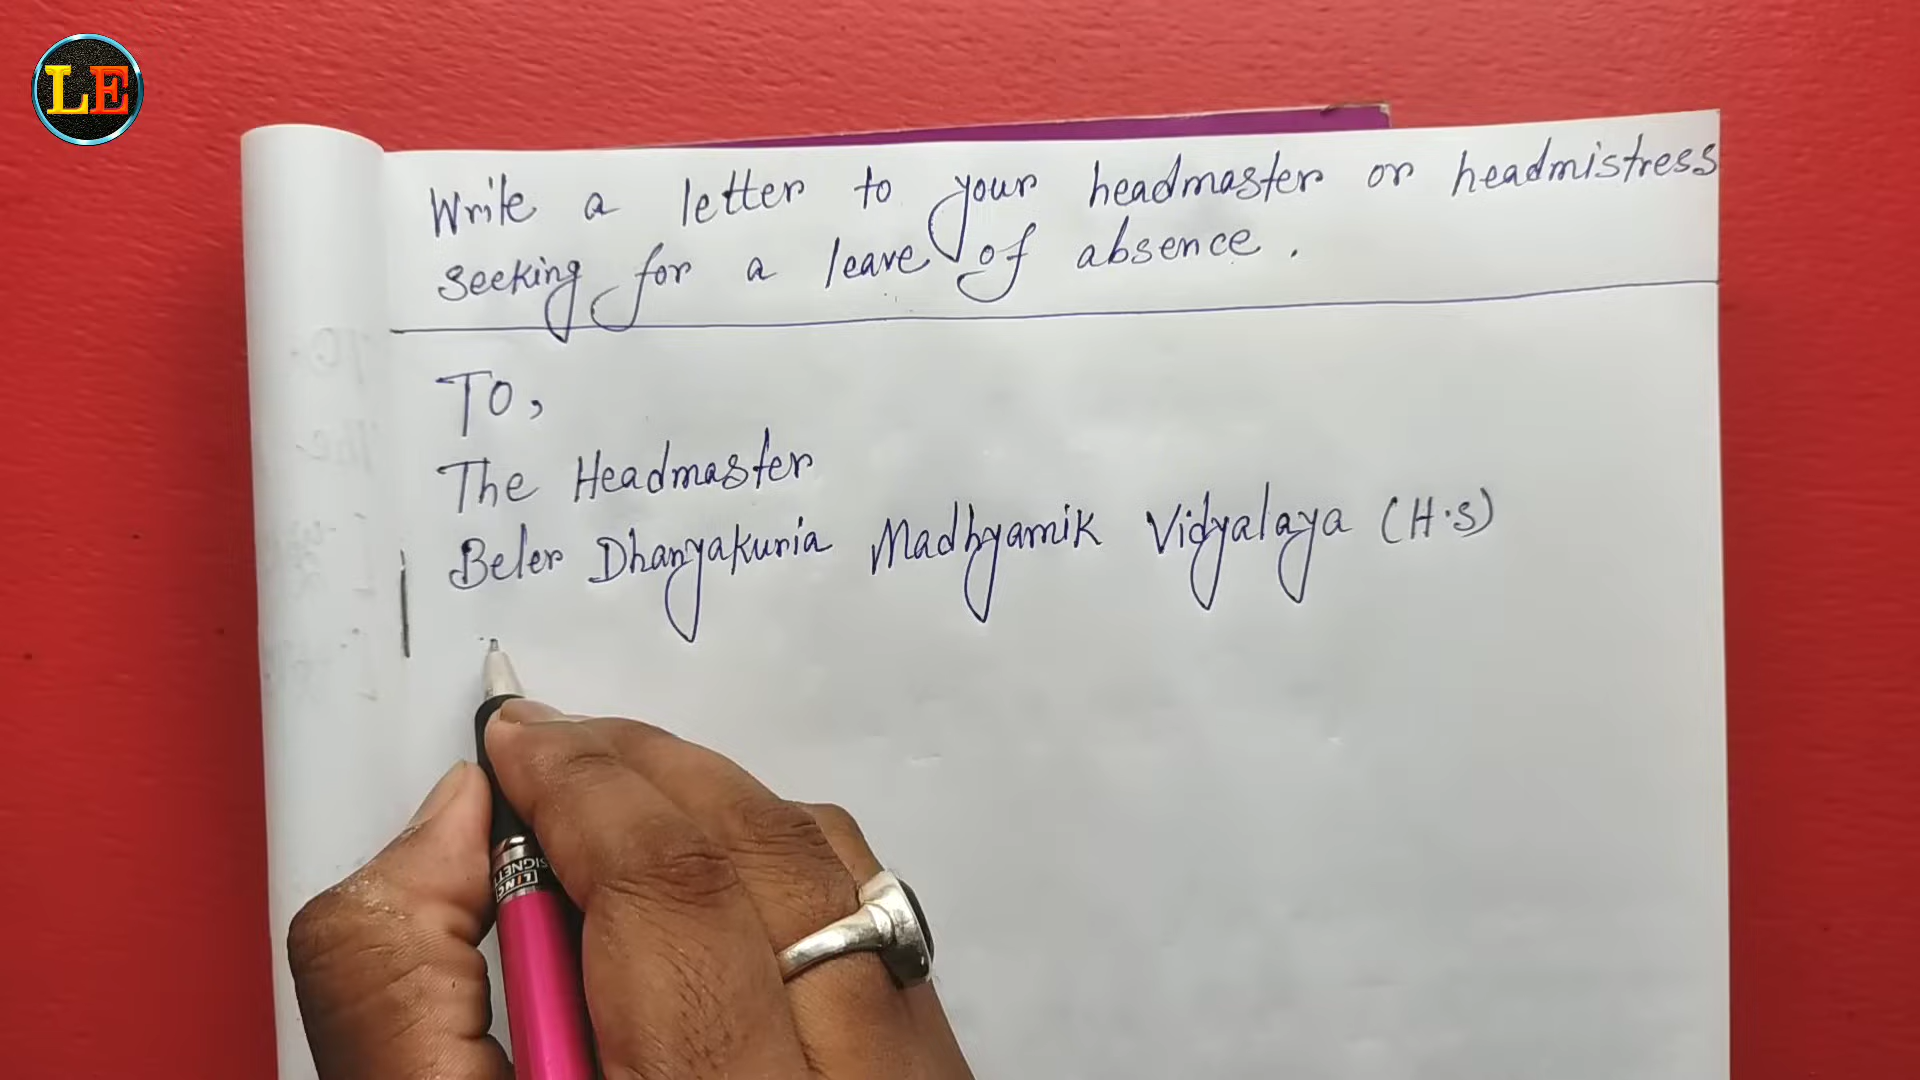 LE
Write a letter to your headmaster or headmistress
seeking for a leave of absence.
To,
The Headmaster
Beler Dhanyakuria Madhyamik Vidyalaya (H.S)
LINC
SIGNET